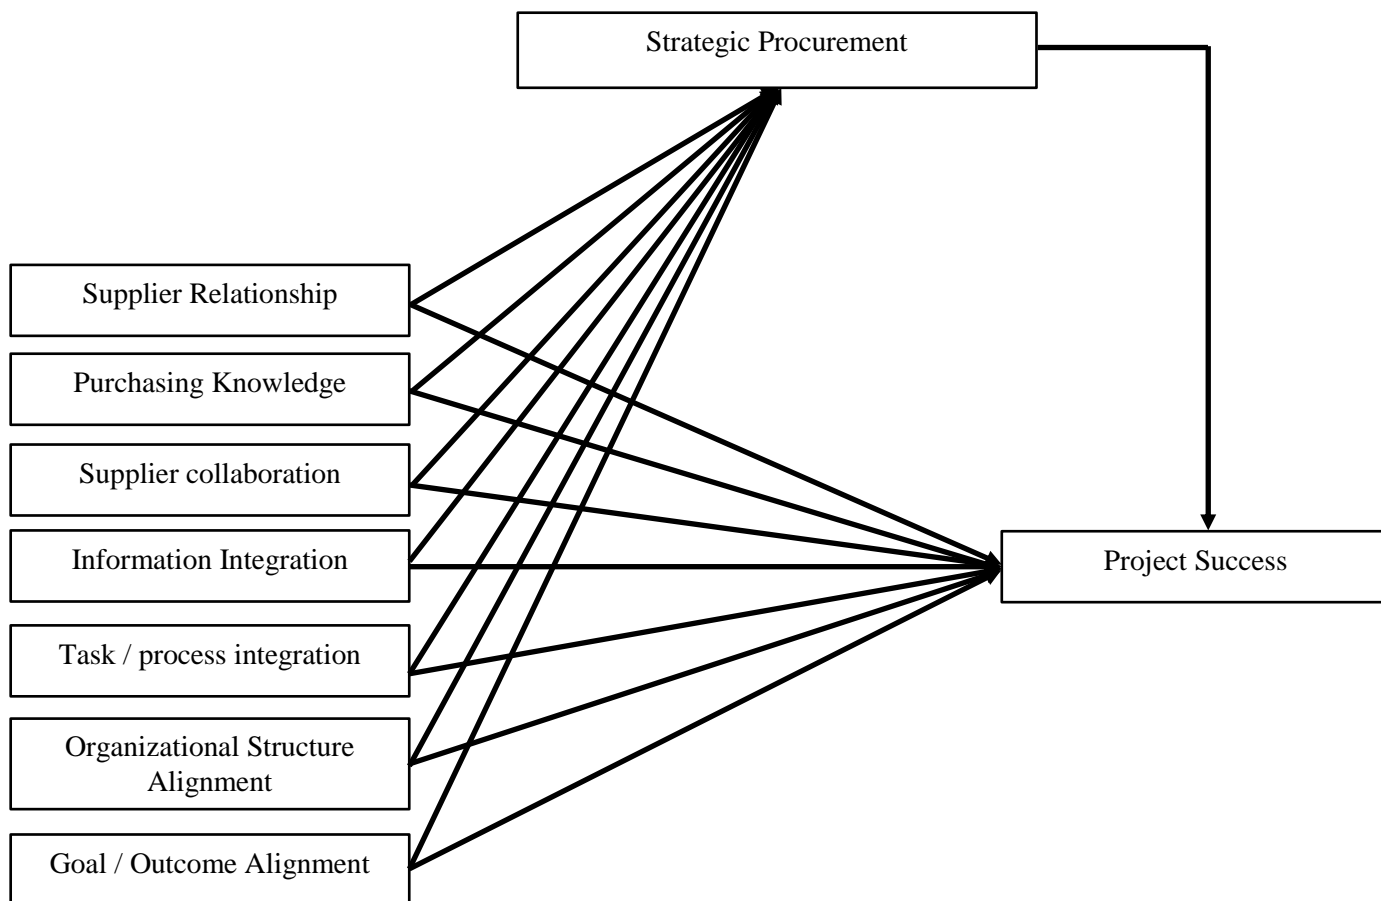 Strategic Procurement
Supplier Relationship
Purchasing Knowledge
Supplier collaboration
Information Integration
Project Success
Task / process integration
Organizational Structure
Alignment
Goal / Outcome Alignment